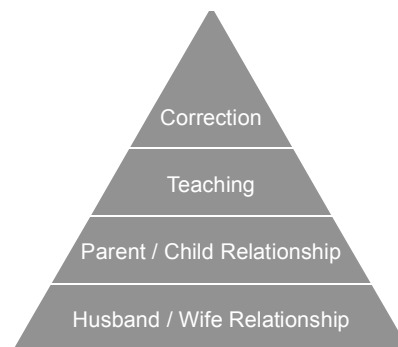 Correction
Teaching
Parent / Child Relationship
Husband / Wife Relationship